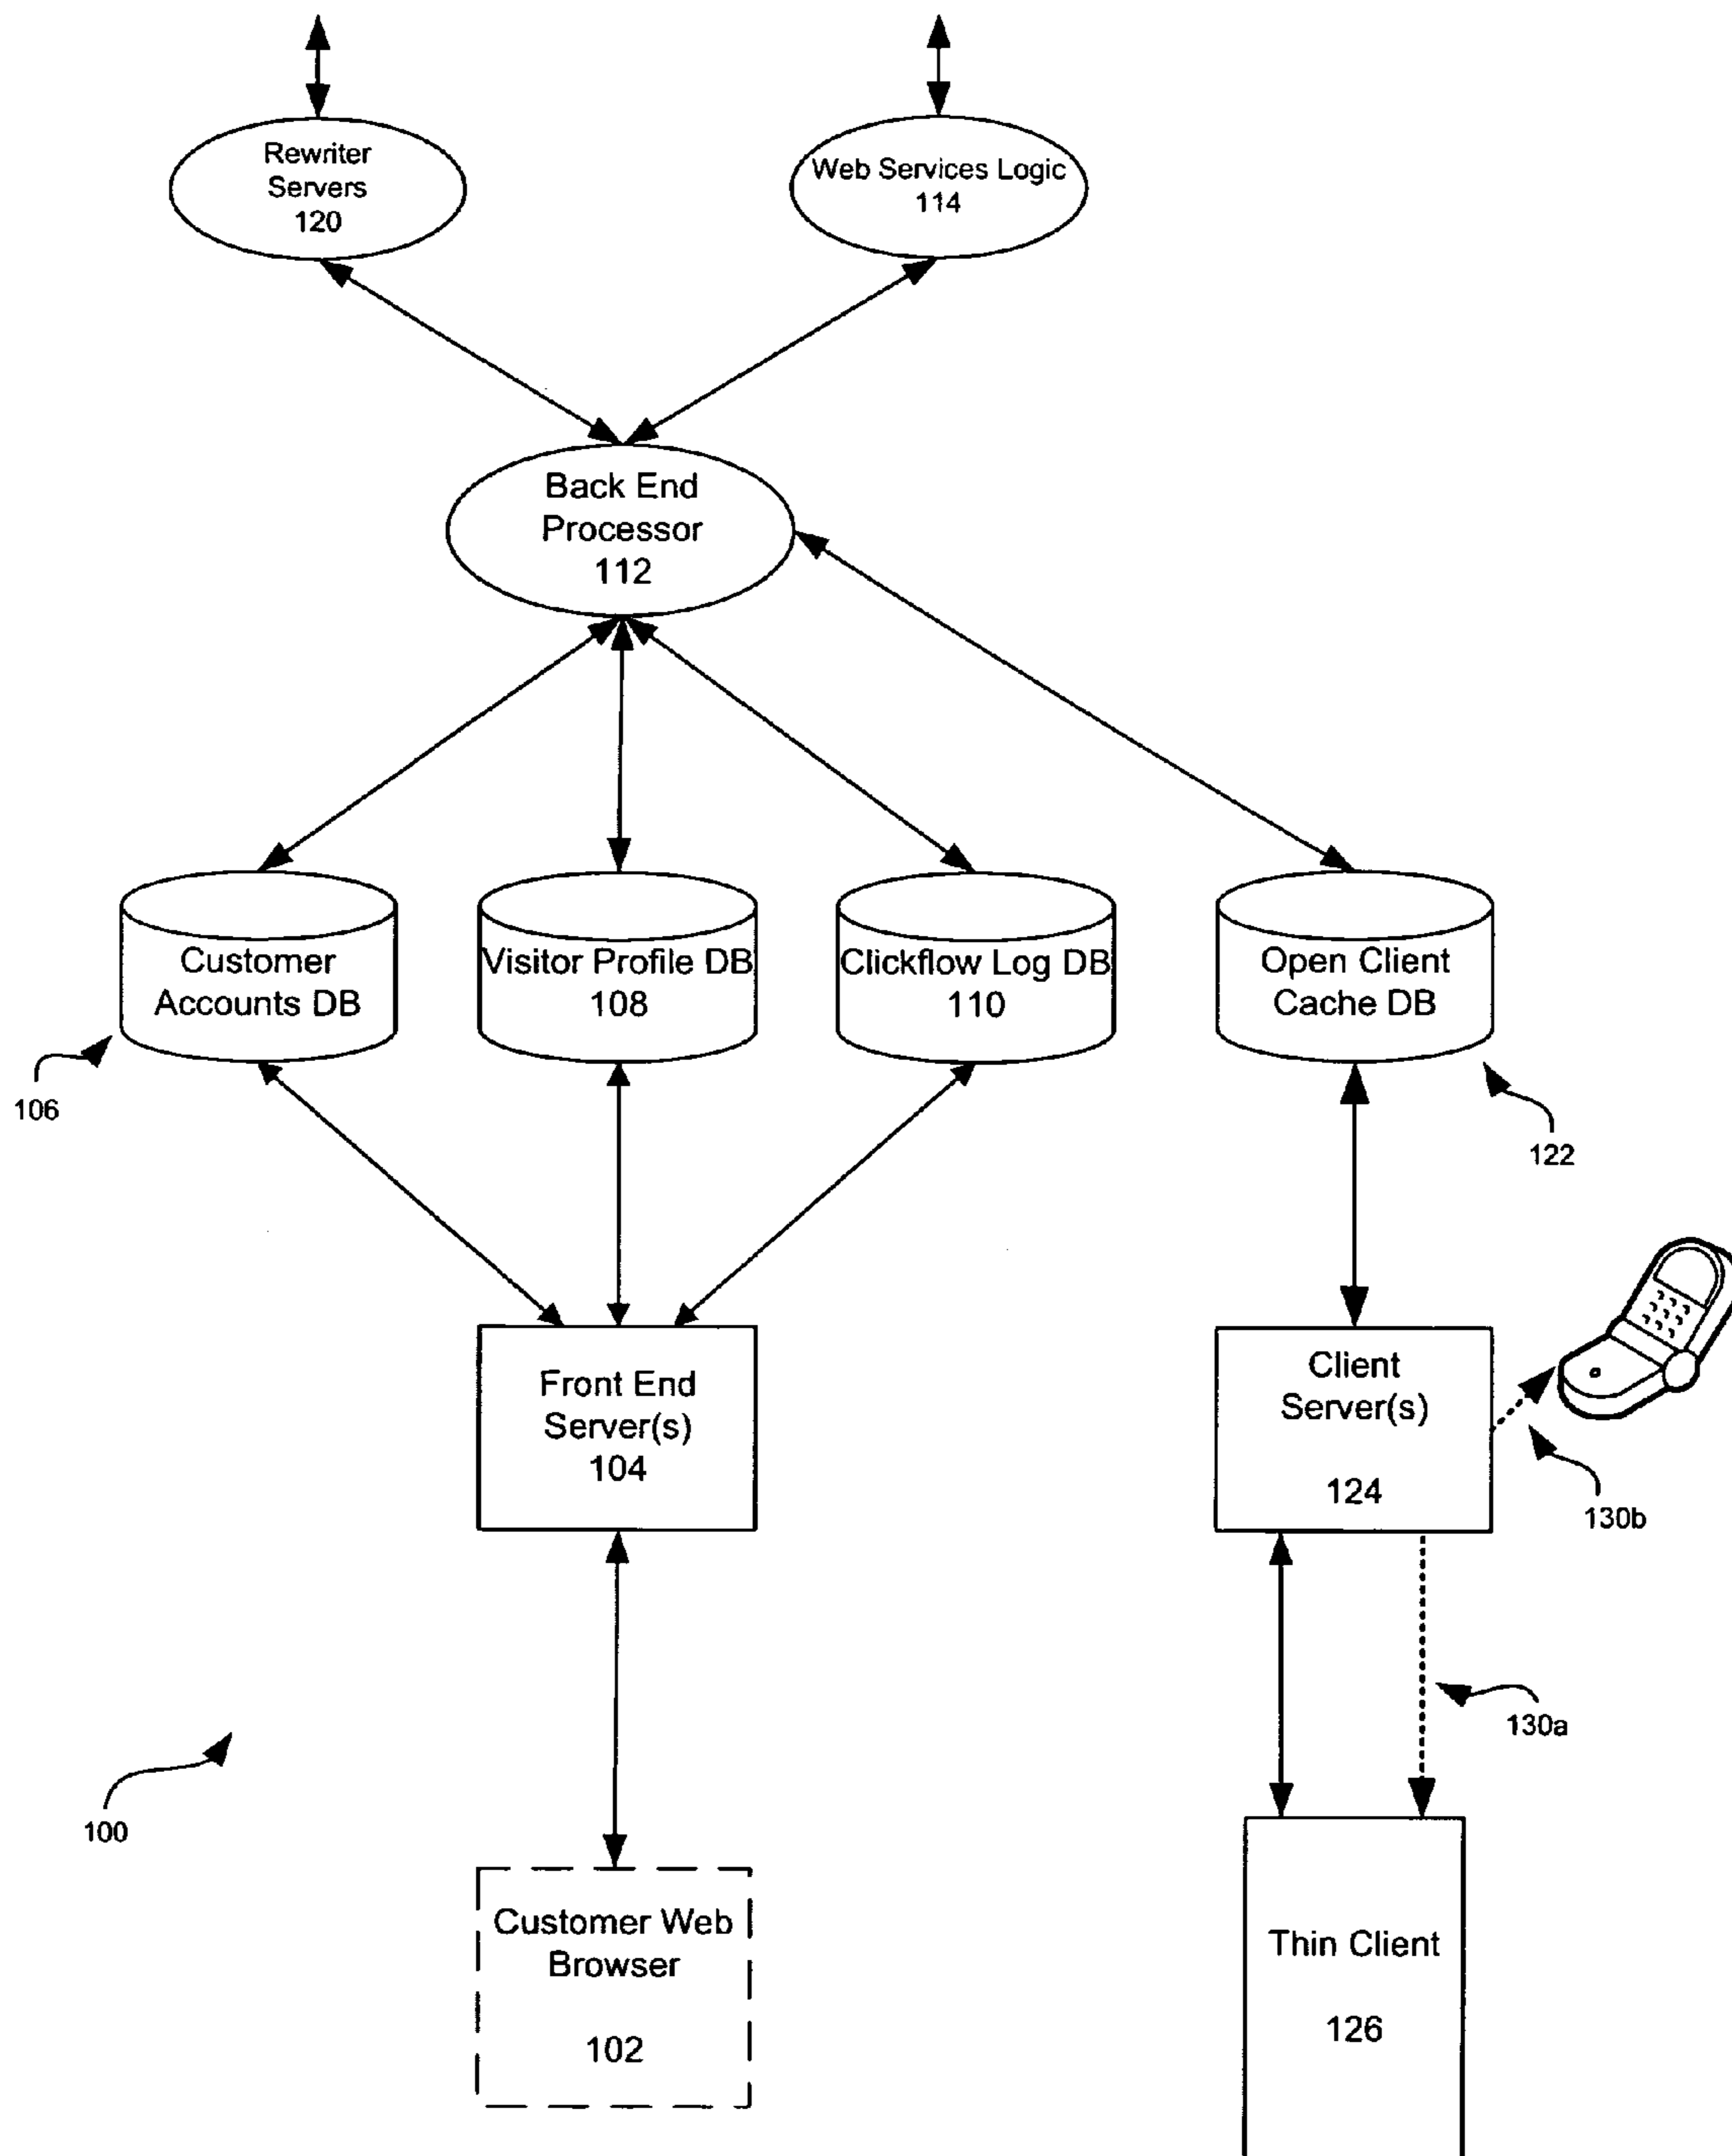 Rewriter
Servers
120
Web Services Logic
114
Back End
Processor
112
Customer
Accounts DB
Visitor Profile DB
108
Clickflow Log DB
110
Open Client
Cache DB
106
122
Front End
Server(s)
104
Client
Server(s)
124
130b
130a
100
Customer Web
Browser
102
Thin Client
126